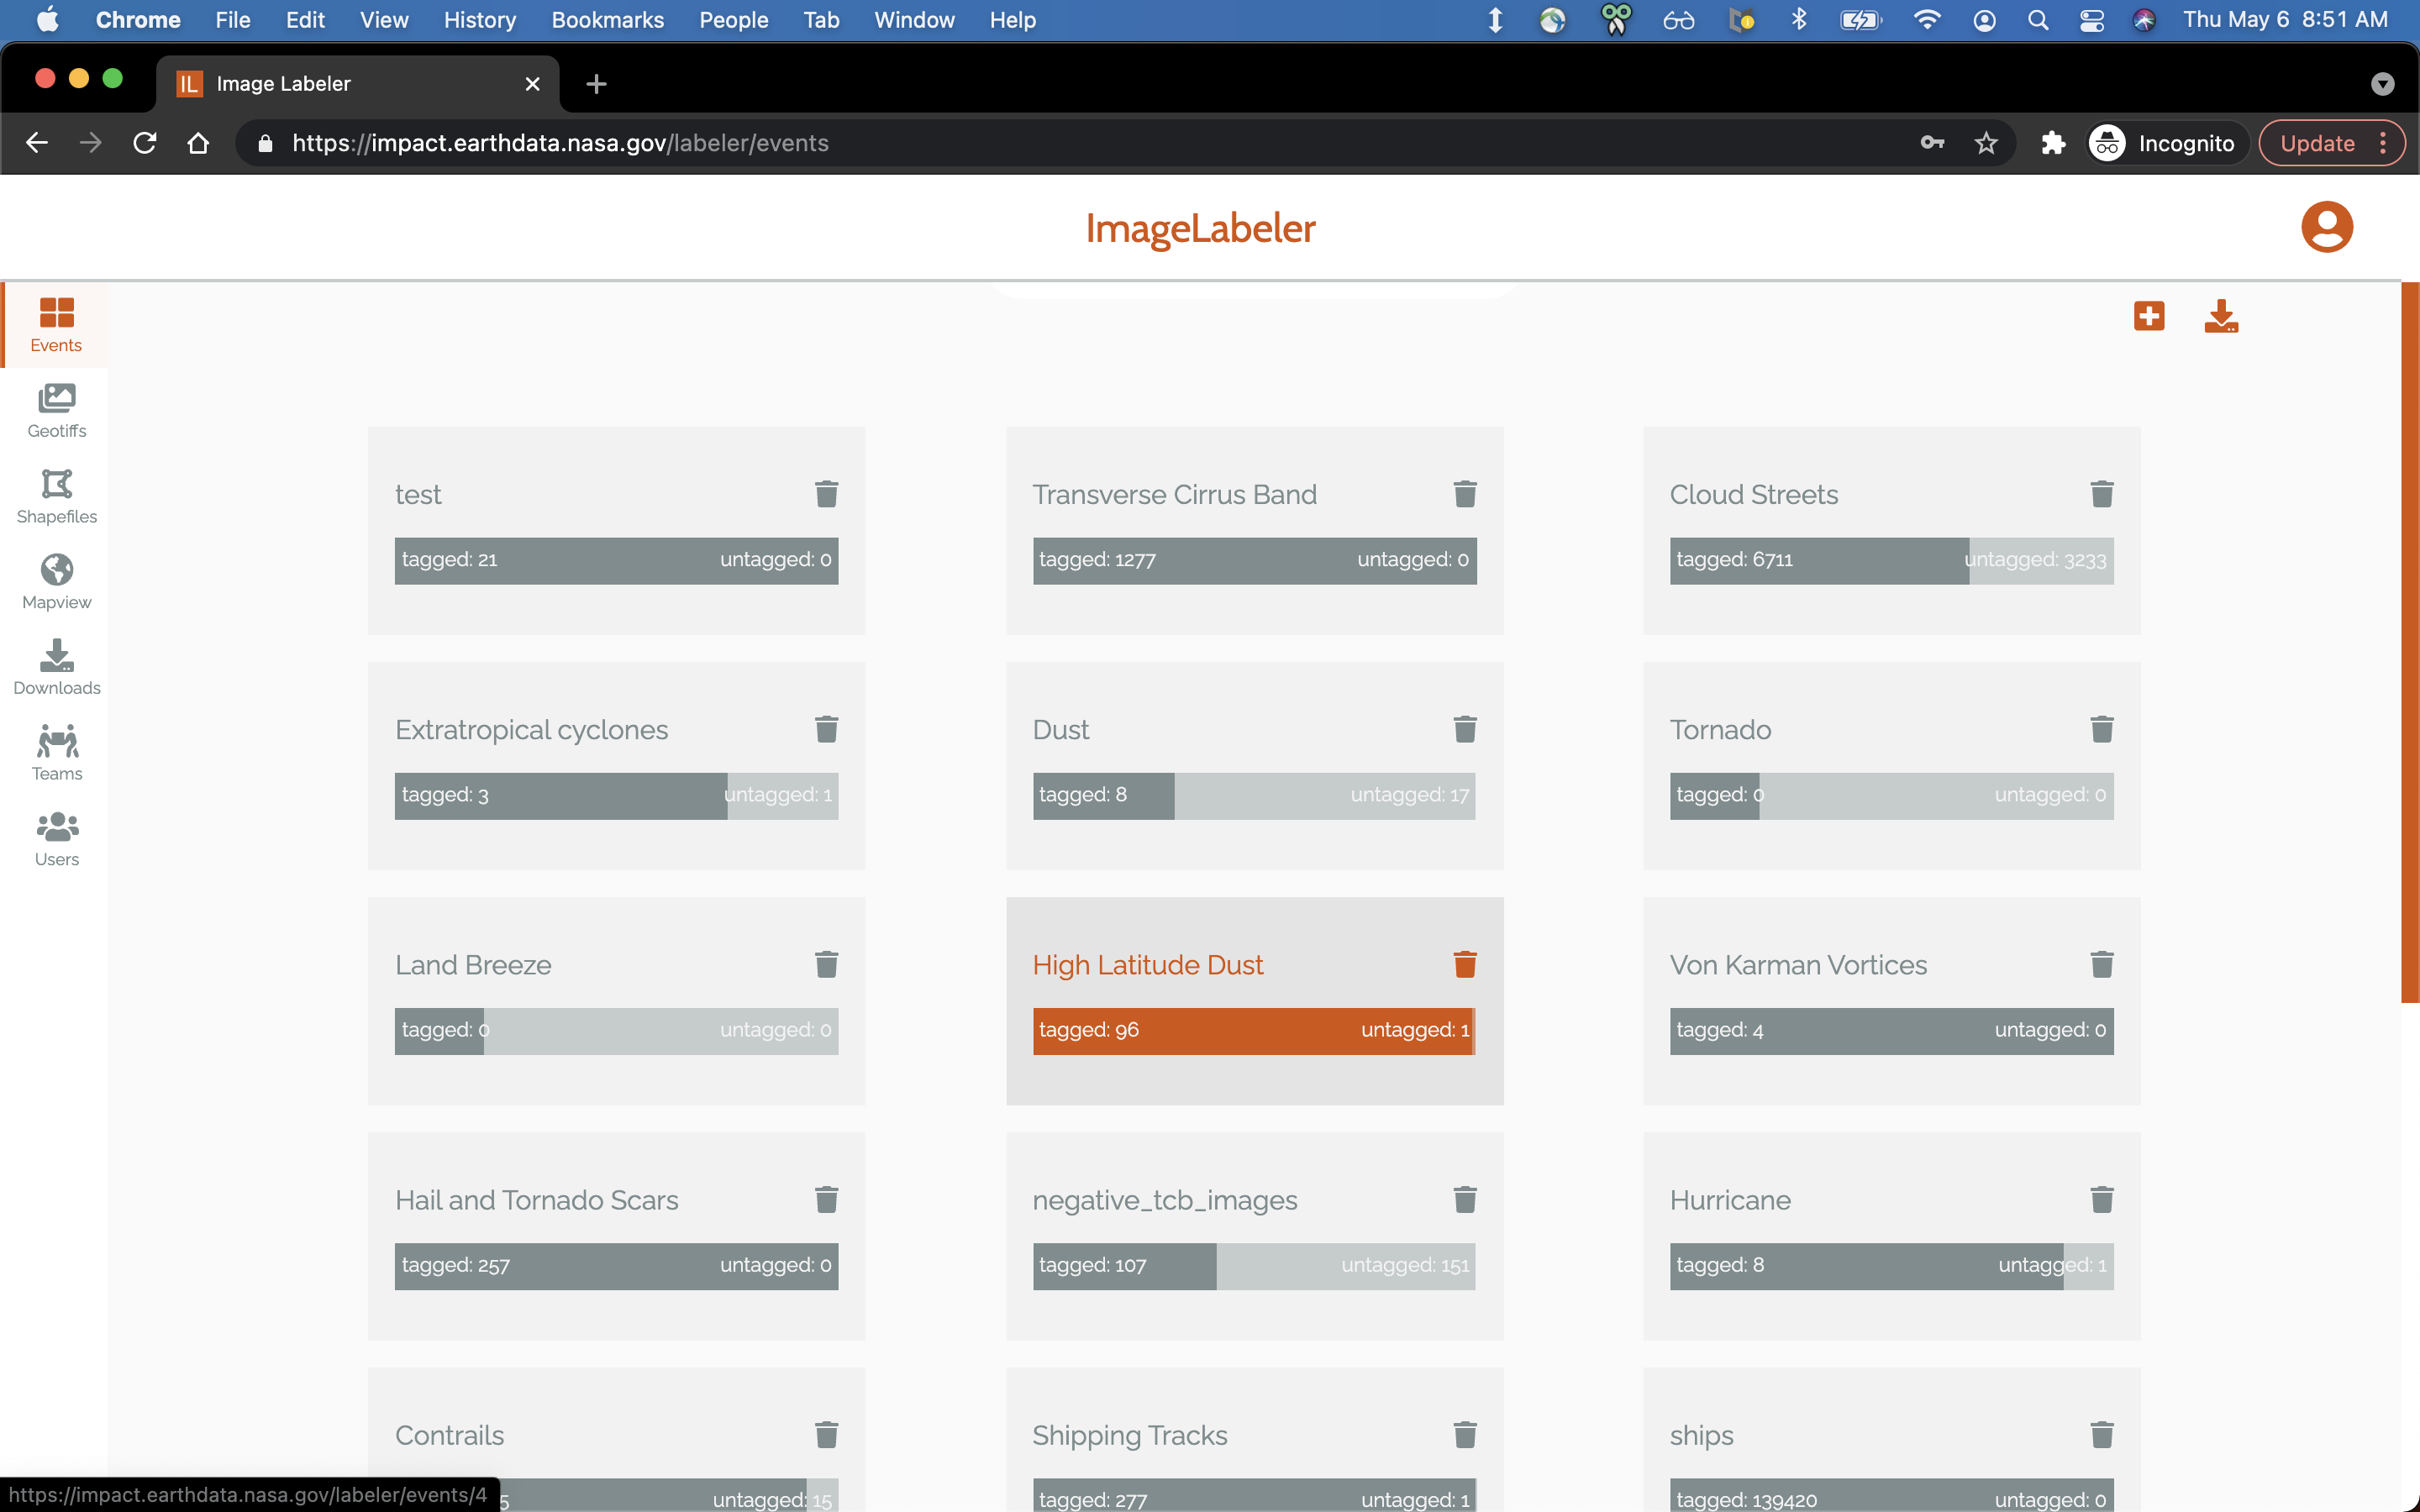 Chrome File Edit View History Bookmarks People Tab Window Help Thu May 6 8:51 AM
IL Image Labeler
https://impact.earthdata.nasa.gov/labeler/events Incognito Update
ImageLabeler
Events
Geotiffs
Shapefiles
Mapview
Downloads
Teams
Users
test
tagged: 21 untagged: 0
Transverse Cirrus Band
tagged: 1277 untagged: 0
Cloud Streets
tagged: 6711 untagged: 3233
Extratropical cyclones
tagged: 3 untagged: 1
Dust
tagged: 8 untagged: 17
Tornado
tagged: 0 untagged: 0
Land Breeze
tagged: 0 untagged: 0
High Latitude Dust
tagged: 96 untagged: 1
Von Karman Vortices
tagged: 4 untagged: 0
Hail and Tornado Scars
tagged: 257 untagged: 0
negative_tcb_images
tagged: 107 untagged: 151
Hurricane
tagged: 8 untagged: 1
Contrails
untagged: 15
Shipping Tracks
tagged: 277 untagged: 1
ships
tagged: 139420 untagged: 0
https://impact.earthdata.nasa.gov/labeler/events/4